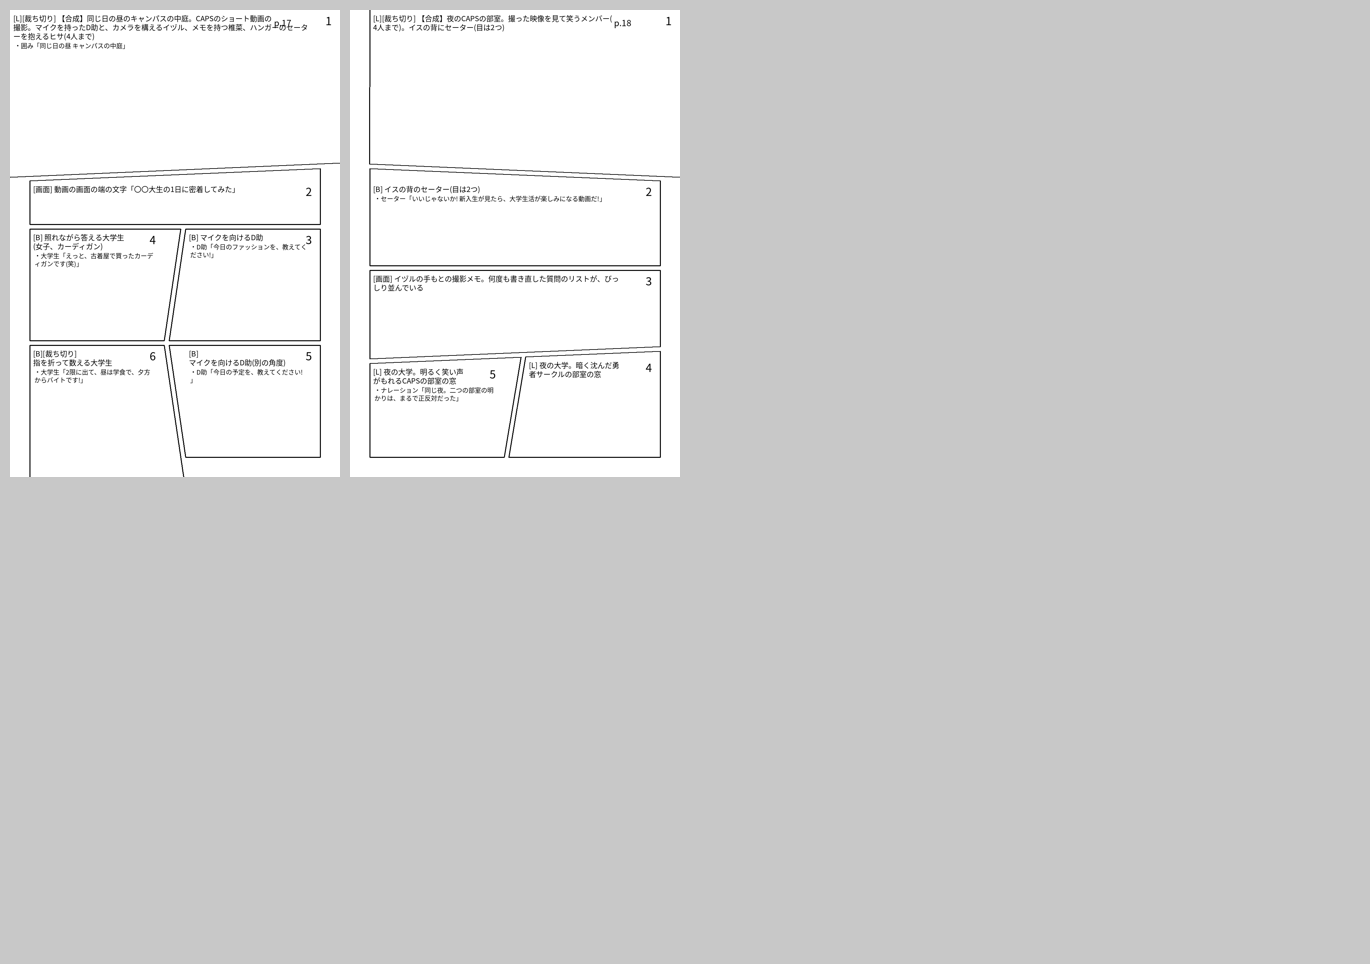 p.17
1
[L][裁ち切り] 【合成】同じ日の昼のキャンパスの中庭。CAPSのショート動画の
撮影。マイクを持ったD助と、カメラを構えるイヅル、メモを持つ椎菜、ハンガーのセータ
ーを抱えるヒサ(4人まで)
・囲み「同じ日の昼 キャンパスの中庭」
2
[画面] 動画の画面の端の文字「〇〇大生の1日に密着してみた」
3
[B] マイクを向けるD助
・D助「今日のファッションを、教えてく
ださい!」
4
[B] 照れながら答える大学生
(女子、カーディガン)
・大学生「えっと、古着屋で買ったカーデ
ィガンです(笑)」
5
[B]
マイクを向けるD助(別の角度)
・D助「今日の予定を、教えてください!
」
6
[B][裁ち切り]
指を折って数える大学生
・大学生「2限に出て、昼は学食で、夕方
からバイトです!」
p.18
1
[L][裁ち切り] 【合成】夜のCAPSの部室。撮った映像を見て笑うメンバー(
4人まで)。イスの背にセーター(目は2つ)
2
[B] イスの背のセーター(目は2つ)
・セーター「いいじゃないか! 新入生が見たら、大学生活が楽しみになる動画だ!」
3
[画面] イヅルの手もとの撮影メモ。何度も書き直した質問のリストが、びっ
しり並んでいる
4
[L] 夜の大学。暗く沈んだ勇
者サークルの部室の窓
5
[L] 夜の大学。明るく笑い声
がもれるCAPSの部室の窓
・ナレーション「同じ夜。二つの部室の明
かりは、まるで正反対だった」